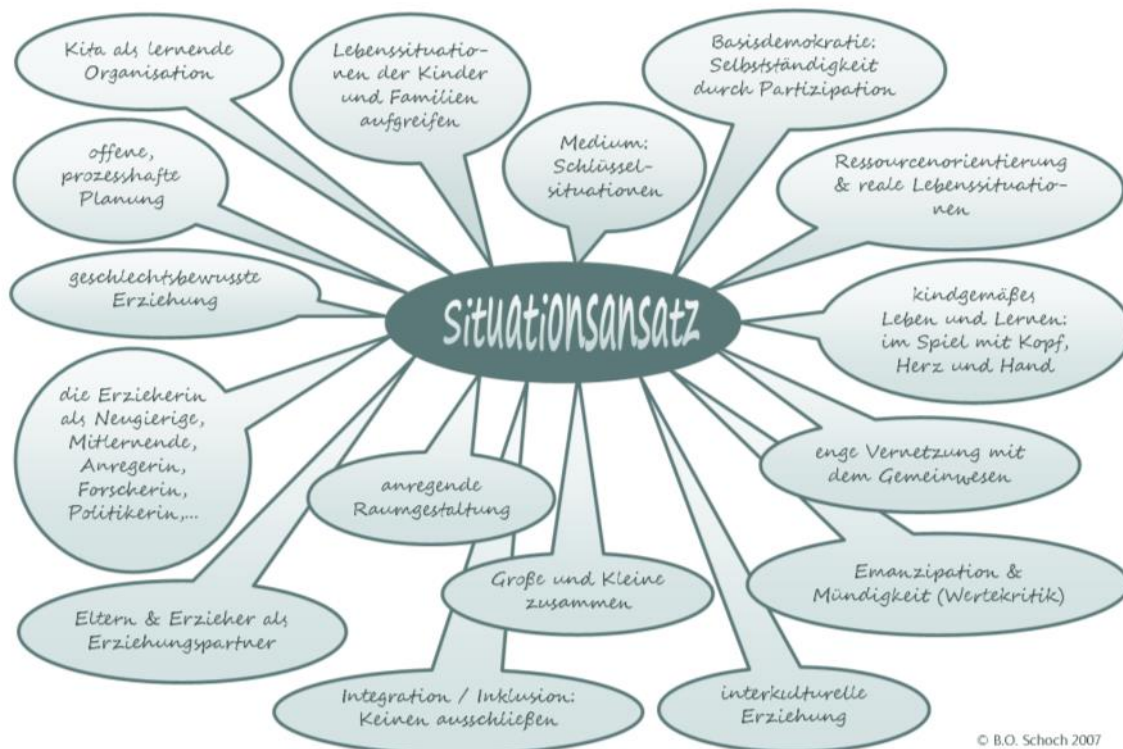 Kita als lernende
Organisation
Lebenssituatio-
nen der Kinder
und Familien
aufgreifen
Basisdemokratie:
Selbstständigkeit
durch Partizipation
offene,
prozesshafte
Planung
Medium:
Schlüssel-
situationen
Ressourcenorientierung
& reale Lebenssituatio-
nen
geschlechtsbewusste
Erziehung
Situationsansatz
kindgemäßes
Leben und Lernen:
im Spiel mit Kopf,
Herz und Hand
die Erzieherin
als Neugierige,
Mitlernende,
Anregerin,
Forscherin,
Politikerin,...
anregende
Raumgestaltung
enge Vernetzung mit
dem Gemeinwesen
Große und Kleine
zusammen
Emanzipation &
Mündigkeit (Wertekritik)
Eltern & Erzieher als
Erziehungspartner
Integration / Inklusion:
Keinen ausschließen
interkulturelle
Erziehung
© B.O. Schoch 2007